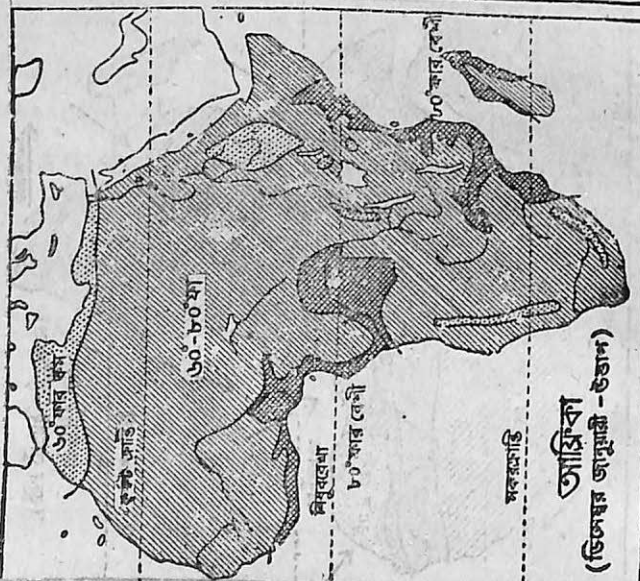 ৬০°ফার কম
কর্কট ক্রান্তি
৬০°-৮০°ফা
৮০°ফার বেশী
বিষুবরেখা
৮০°ফার বেশী
মকরক্রান্তি
আফ্রিকা
(ডিসেম্বর জানুয়ারী -উত্তাপ)